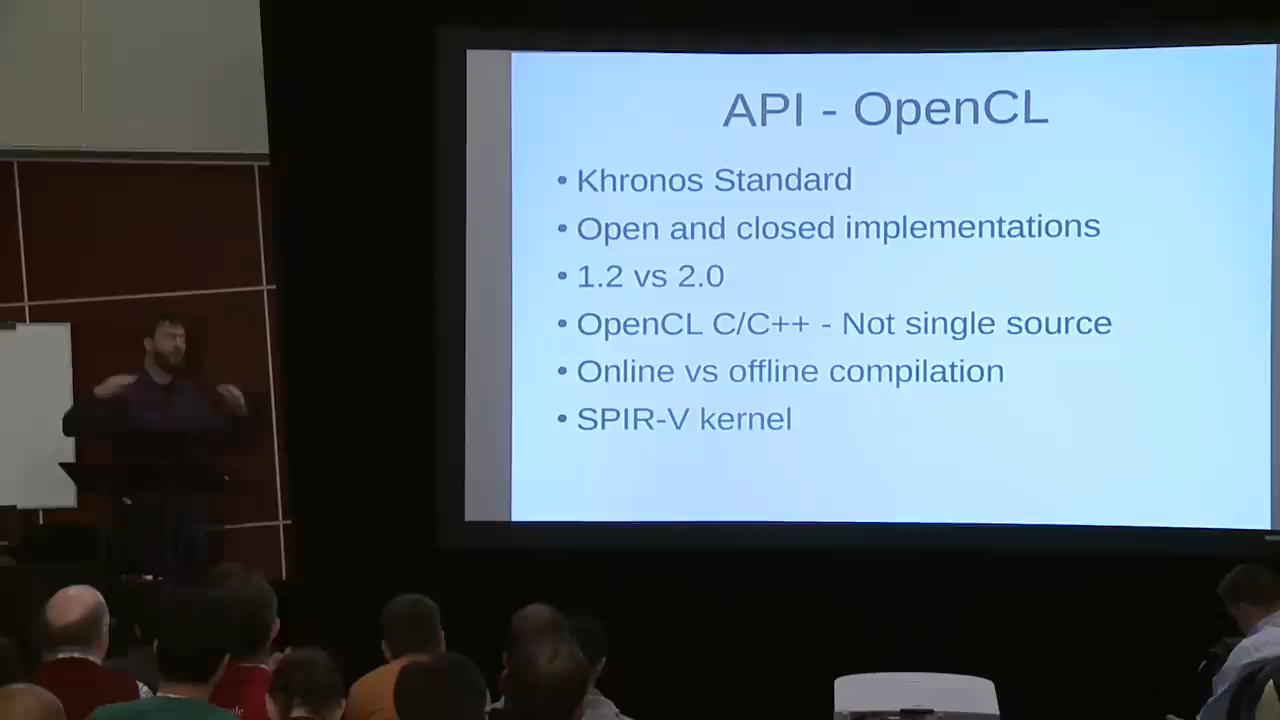 API - OpenCL
• Khronos Standard
• Open and closed implementations
• 1.2 vs 2.0
• OpenCL C/C++ - Not single source
• Online vs offline compilation
• SPIR-V kernel